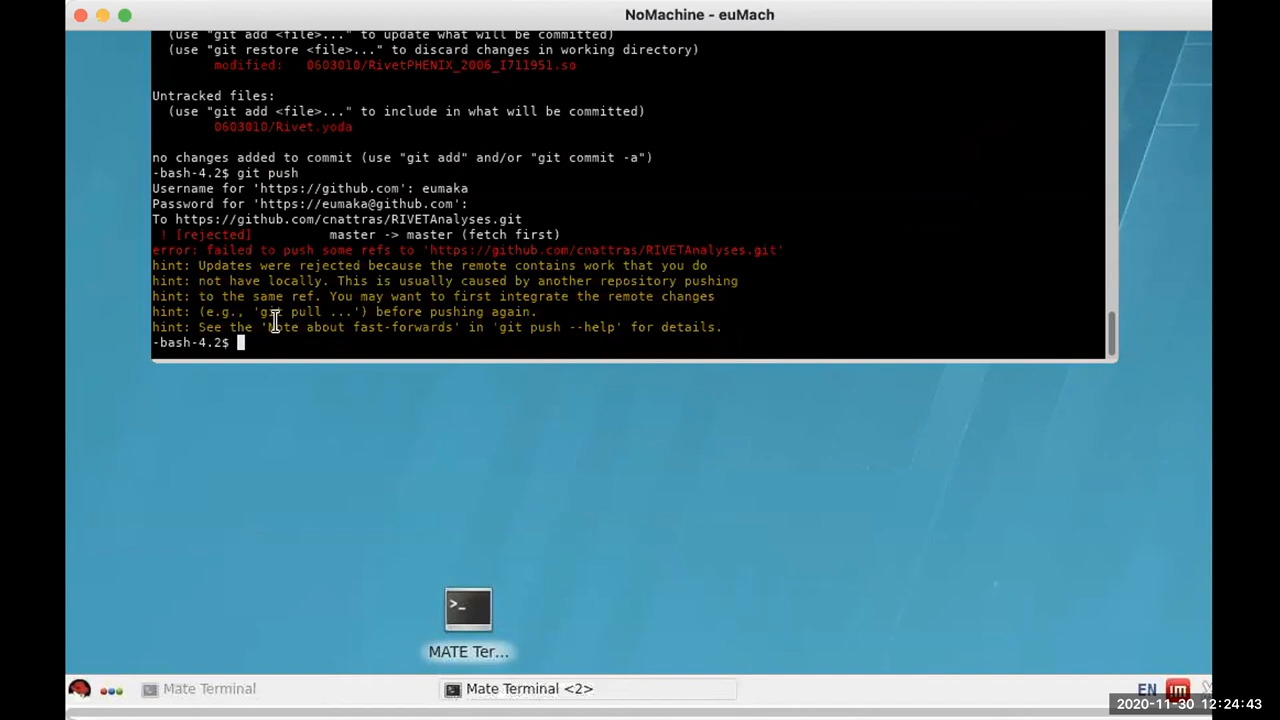 NoMachine - euMach
(use "git add <file>..." to update what will be committed)
(use "git restore <file>..." to discard changes in working directory)
modified:   0603010/RivetPHENIX_2006_I711951.so
Untracked files:
(use "git add <file>..." to include in what will be committed)
0603010/Rivet.yoda
no changes added to commit (use "git add" and/or "git commit -a")
-bash-4.2$ git push
Username for 'https://github.com': eumaka
Password for 'https://eumaka@github.com':
To https://github.com/cnattras/RIVETAnalyses.git
! [rejected]        master -> master (fetch first)
error: failed to push some refs to 'https://github.com/cnattras/RIVETAnalyses.git'
hint: Updates were rejected because the remote contains work that you do
hint: not have locally. This is usually caused by another repository pushing
hint: to the same ref. You may want to first integrate the remote changes
hint: (e.g., 'git pull ...') before pushing again.
hint: See the 'Note about fast-forwards' in 'git push --help' for details.
-bash-4.2$
MATE Ter...
Mate Terminal
Mate Terminal <2>
EN
im
2020-11-30 12:24:43